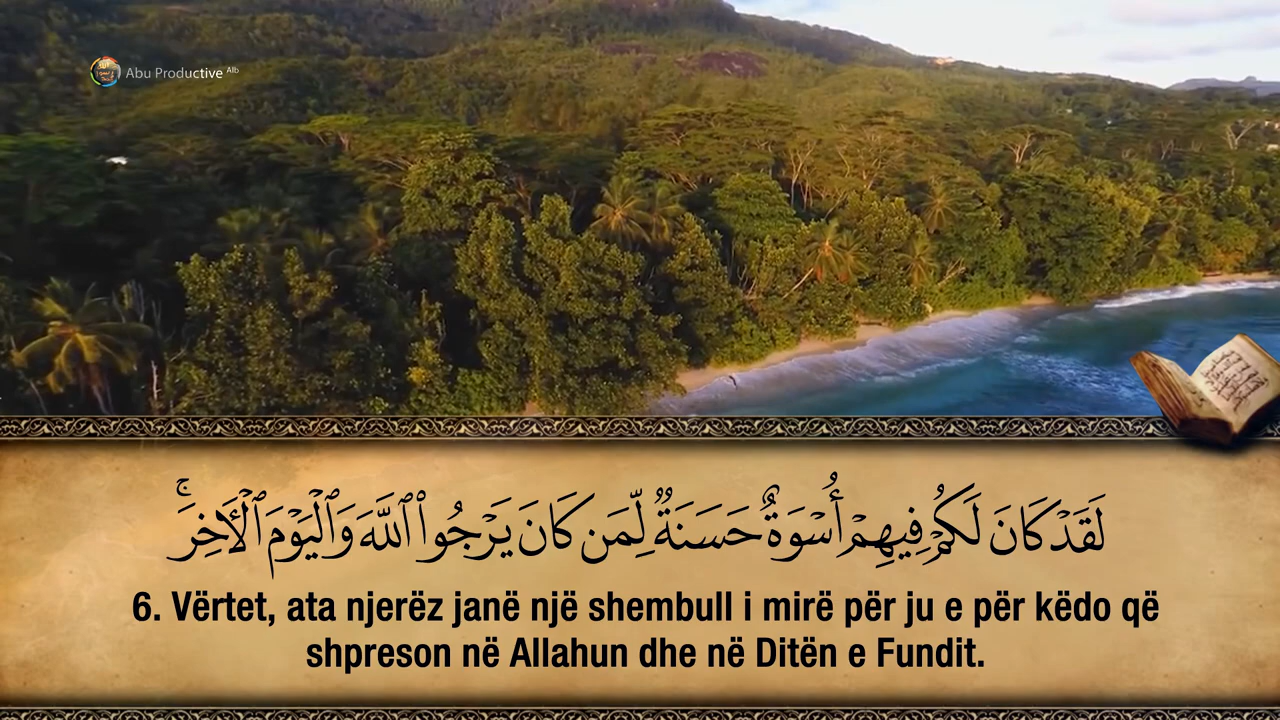 Abu Productive Alb
لَقَدْ كَانَ لَكُمْ فِيهِمْ أُسْوَةٌ حَسَنَةٌ لِّمَن كَانَ يَرْجُوا۟ ٱللَّهَ وَٱلْيَوْمَ ٱلْـَٔاخِرَ ۚ
6. Vërtet, ata njerëz janë një shembull i mirë për ju e për këdo që
shpreson në Allahun dhe në Ditën e Fundit.